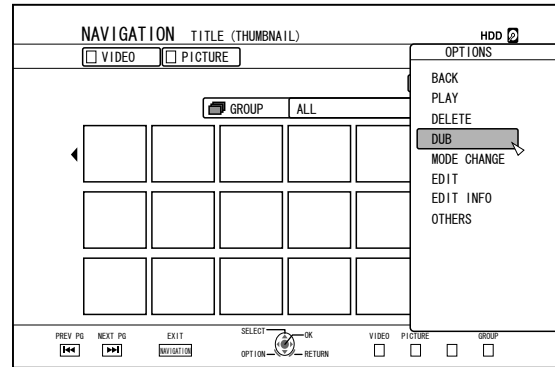 NAVIGATION TITLE (THUMBNAIL) HDD
VIDEO PICTURE
GROUP ALL
OPTIONS
BACK
PLAY
DELETE
DUB
MODE CHANGE
EDIT
EDIT INFO
OTHERS
PREV PG NEXT PG EXIT SELECT OK VIDEO PICTURE GROUP
NAVIGATION OPTION RETURN